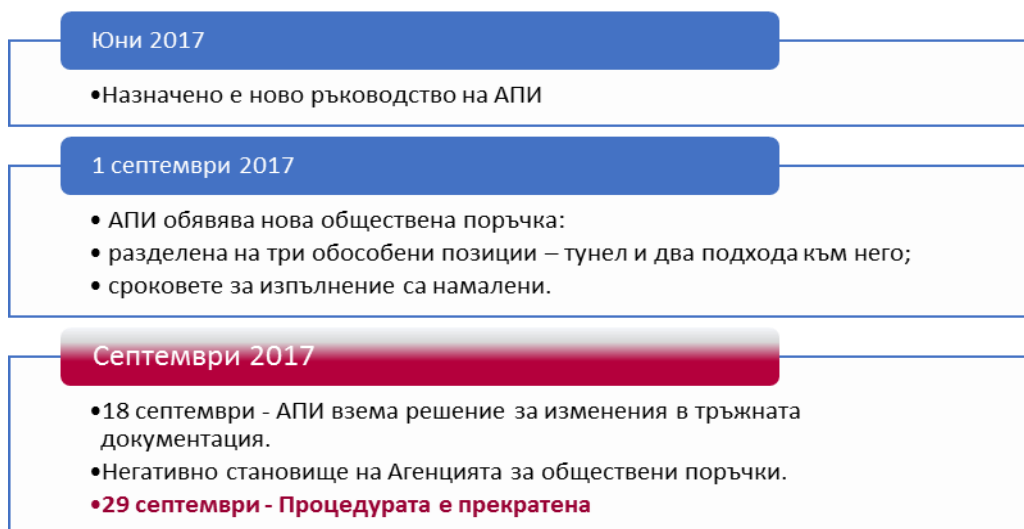 Юни 2017
•Назначено е ново ръководство на АПИ
1 септември 2017
• АПИ обявява нова обществена поръчка:
• разделена на три обособени позиции – тунел и два подхода към него;
• сроковете за изпълнение са намалени.
Септември 2017
•18 септември - АПИ взема решение за изменения в тръжната
документация.
•Негативно становище на Агенцията за обществени поръчки.
•29 септември - Процедурата е прекратена